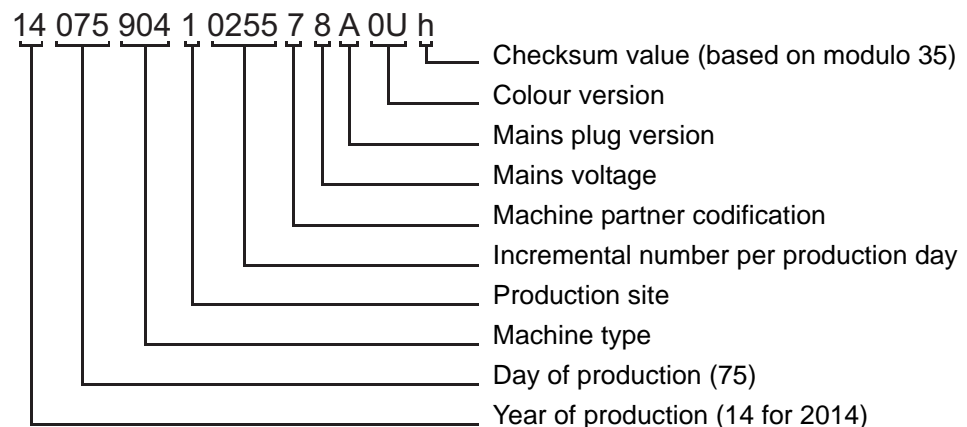 14 075 904 1 0255 7 8 A 0U h
Checksum value (based on modulo 35)
Colour version
Mains plug version
Mains voltage
Machine partner codification
Incremental number per production day
Production site
Machine type
Day of production (75)
Year of production (14 for 2014)